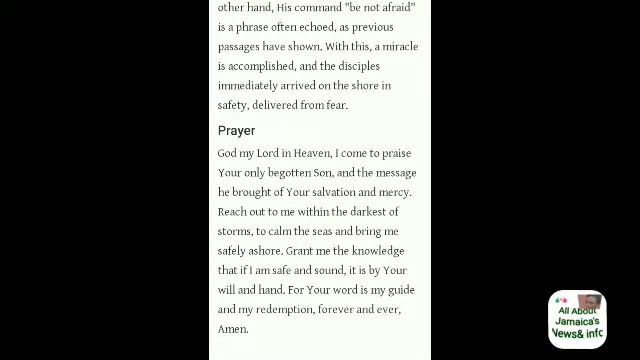 other hand, His command "be not afraid"
is a phrase often echoed, as previous
passages have shown. With this, a miracle
is accomplished, and the disciples
immediately arrived on the shore in
safety, delivered from fear.
Prayer
God my Lord in Heaven, I come to praise
Your only begotten Son, and the message
he brought of Your salvation and mercy.
Reach out to me within the darkest of
storms, to calm the seas and bring me
safely ashore. Grant me the knowledge
that if I am safe and sound, it is by Your
will and hand. For Your word is my guide
and my redemption, forever and ever,
Amen.
All About
Jamaica's
News& info